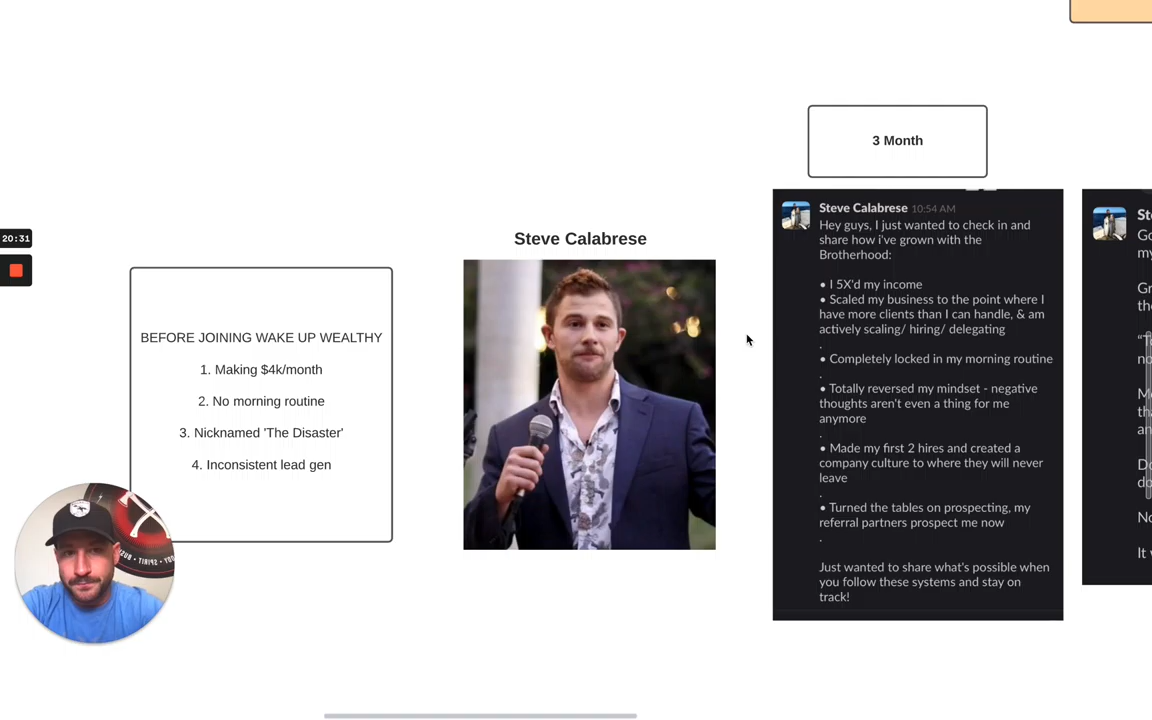 3 Month
Steve Calabrese 10:54 AM
Hey guys, I just wanted to check in and
share how i've grown with the
Brotherhood:
• I 5X'd my income
• Scaled my business to the point where I
have more clients than I can handle, & am
actively scaling/ hiring/ delegating
.
• Completely locked in my morning routine
.
• Totally reversed my mindset - negative
thoughts aren't even a thing for me
anymore
.
• Made my first 2 hires and created a
company culture to where they will never
leave
.
• Turned the tables on prospecting, my
referral partners prospect me now
.
Just wanted to share what's possible when
you follow these systems and stay on
track!
20:31
Steve Calabrese
BEFORE JOINING WAKE UP WEALTHY
1. Making $4k/month
2. No morning routine
3. Nicknamed 'The Disaster'
4. Inconsistent lead gen
It